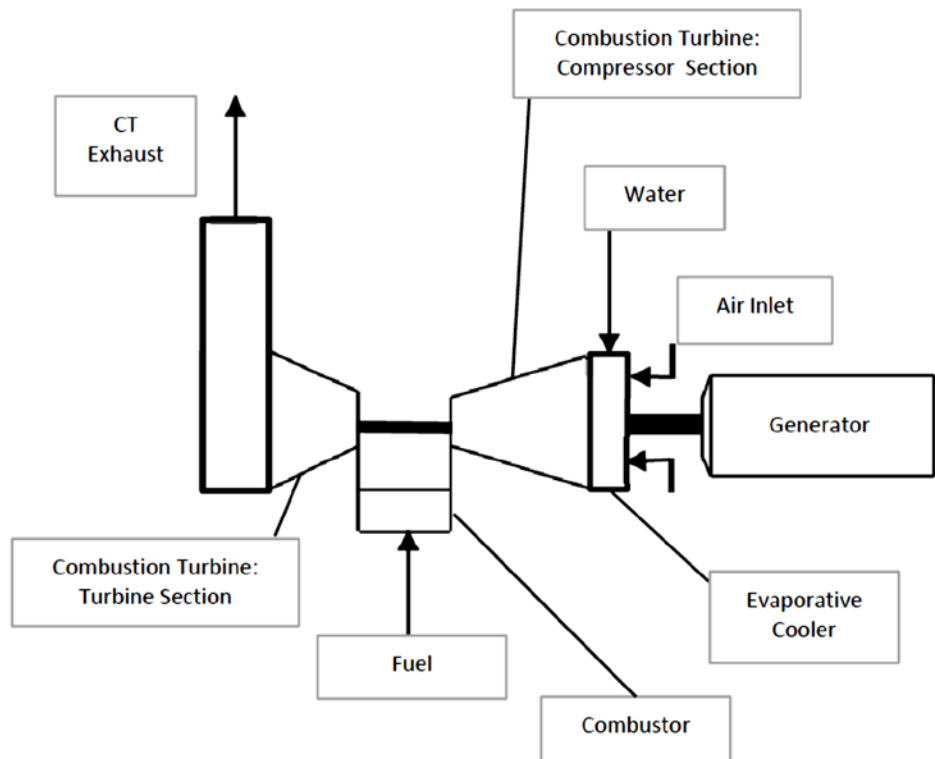 Combustion Turbine:
Compressor Section
CT
Exhaust
Water
Air Inlet
Generator
Combustion Turbine:
Turbine Section
Evaporative
Cooler
Fuel
Combustor